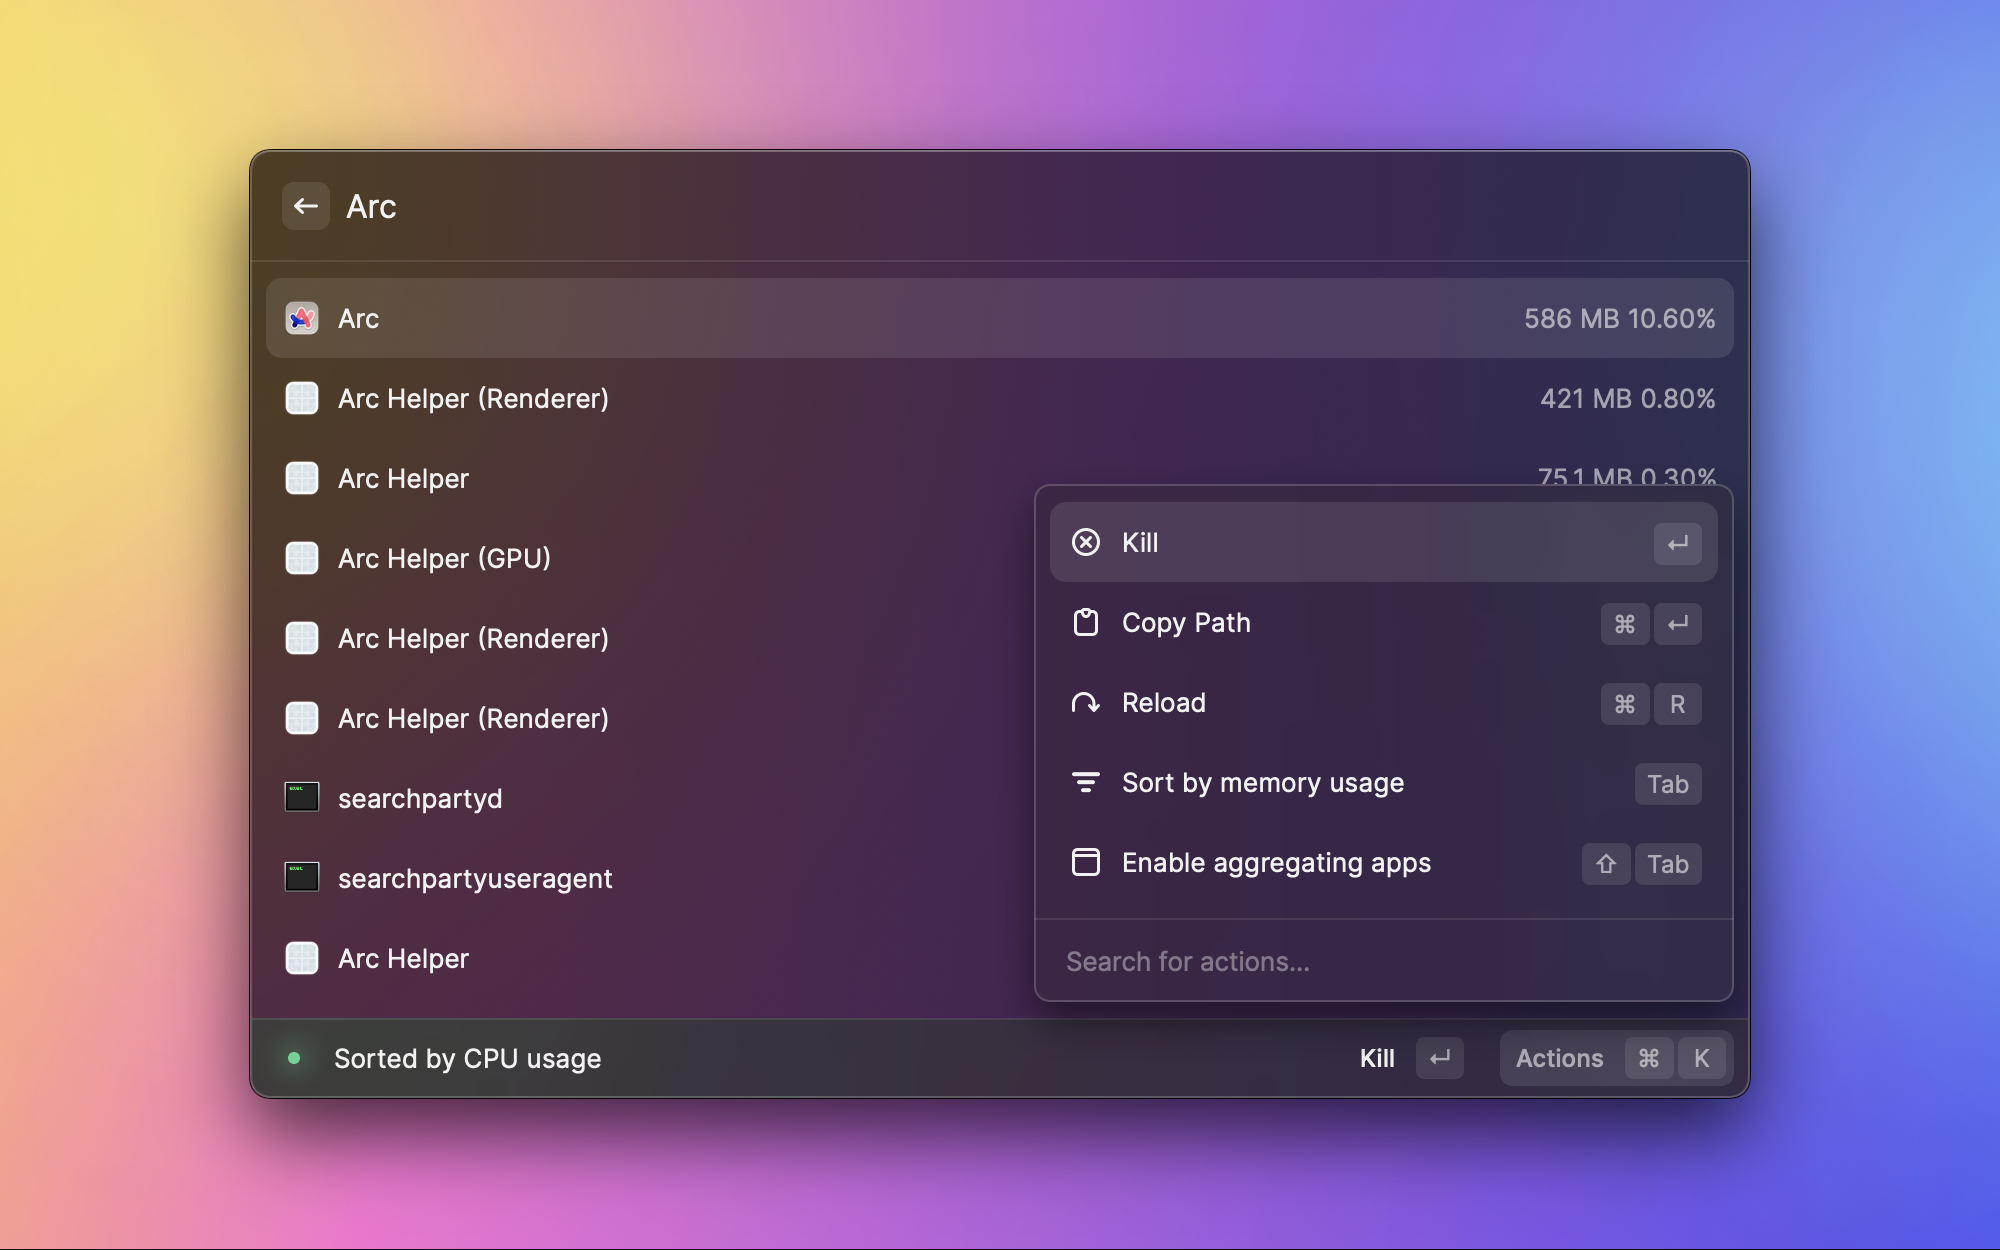 Arc
Arc 586 MB 10.60%
Arc Helper (Renderer) 421 MB 0.80%
Arc Helper 75.1 MB 0.30%
Arc Helper (GPU)
Arc Helper (Renderer)
Arc Helper (Renderer)
searchpartyd
searchpartyuseragent
Arc Helper
Kill ↵
Copy Path ⌘ ↵
Reload ⌘ R
Sort by memory usage Tab
Enable aggregating apps ⇧ Tab
Search for actions...
Sorted by CPU usage Kill ↵ Actions ⌘ K